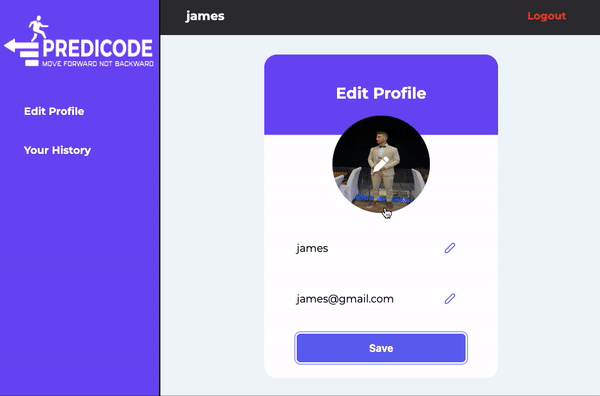 PREDICODE
MOVE FORWARD NOT BACKWARD
Edit Profile
Your History
james
Logout
Edit Profile
james
james@gmail.com
Save